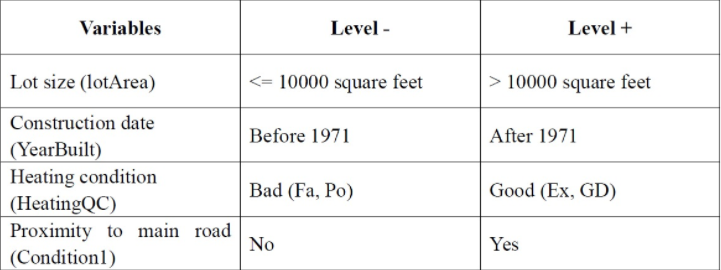 Variables Level - Level +
Lot size (lotArea) <= 10000 square feet > 10000 square feet
Construction date
(YearBuilt) Before 1971 After 1971
Heating condition
(HeatingQC) Bad (Fa, Po) Good (Ex, GD)
Proximity to main road
(Condition1) No Yes